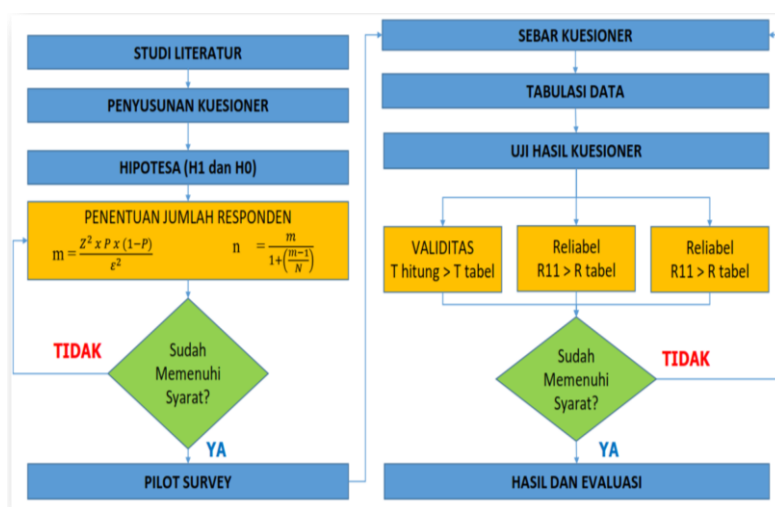 STUDI LITERATUR
PENYUSUNAN KUESIONER
HIPOTESA (H1 dan H0)
PENENTUAN JUMLAH RESPONDEN
m = Z² x P x (1−P) / ε²
n = m / 1+((m−1)/N)
TIDAK
Sudah
Memenuhi
Syarat?
YA
PILOT SURVEY
SEBAR KUESIONER
TABULASI DATA
UJI HASIL KUESIONER
VALIDITAS
T hitung > T tabel
Reliabel
R11 > R tabel
Reliabel
R11 > R tabel
Sudah
Memenuhi
Syarat?
TIDAK
YA
HASIL DAN EVALUASI